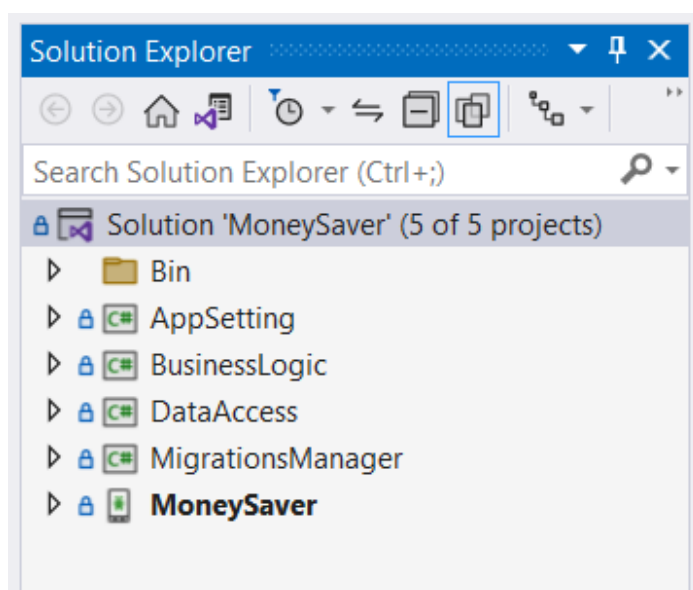 Solution Explorer
Search Solution Explorer (Ctrl+;)
Solution 'MoneySaver' (5 of 5 projects)
Bin
C# AppSetting
C# BusinessLogic
C# DataAccess
C# MigrationsManager
MoneySaver